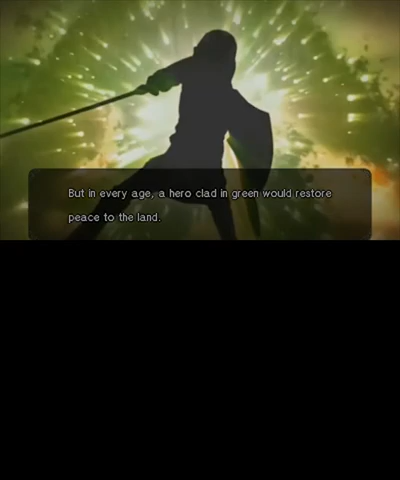 But in every age, a hero clad in green would restore
peace to the land.